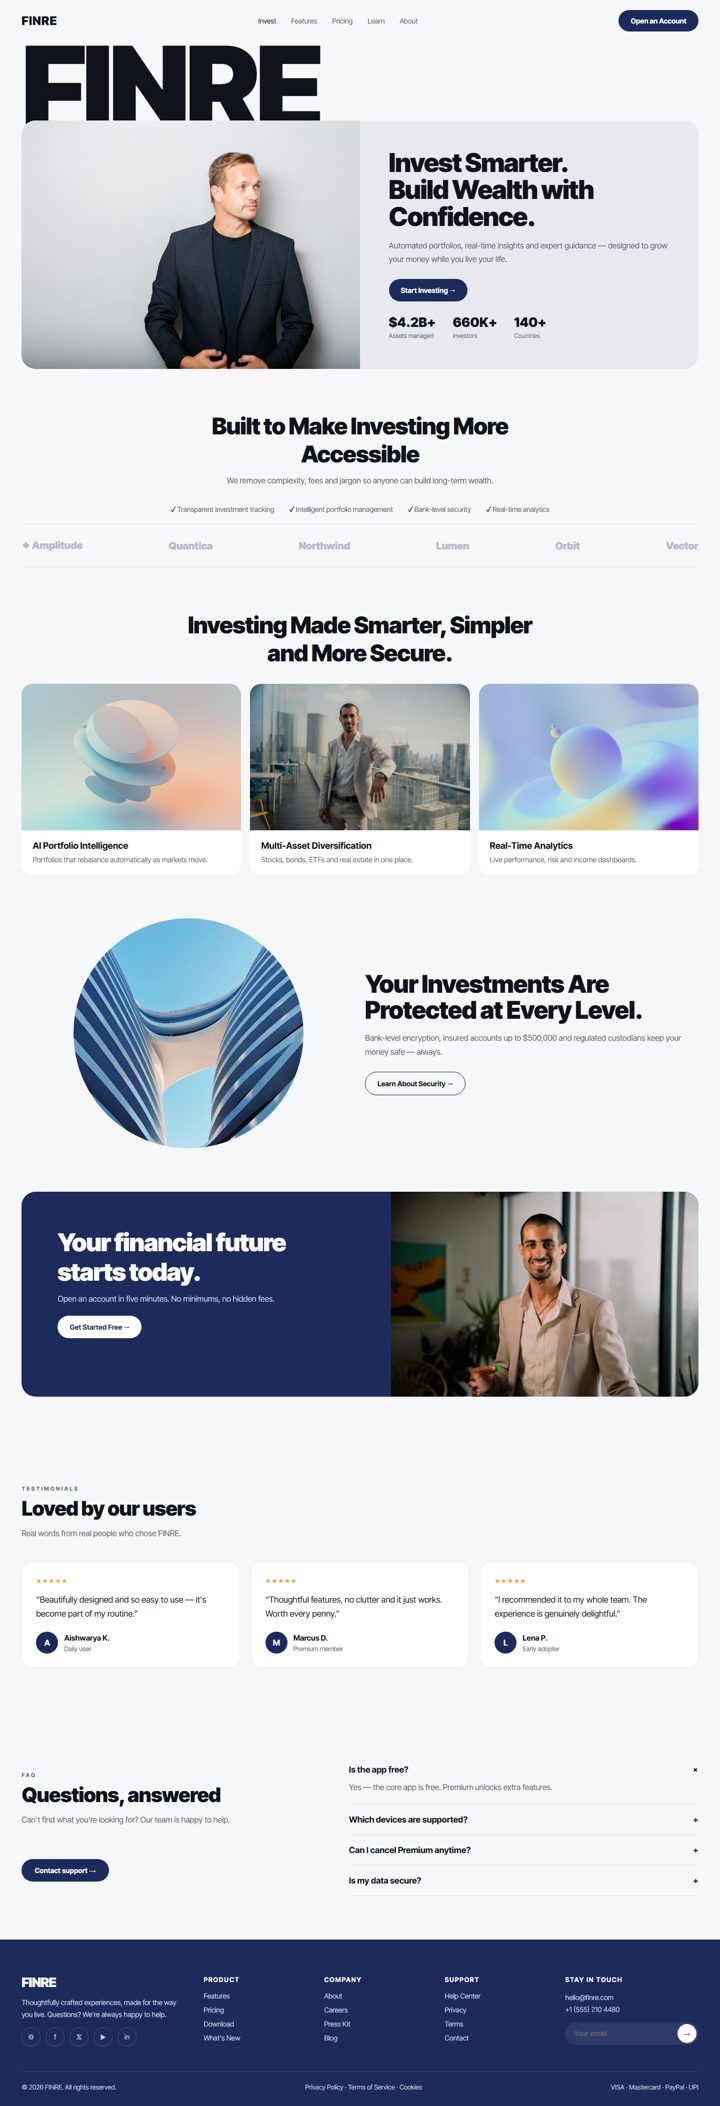 FINRE
Invest Features Pricing Learn About
Open an Account
FINRE
Invest Smarter.
Build Wealth with
Confidence.
Automated portfolios, real-time insights and expert guidance — designed to grow
your money while you live your life.
Start Investing →
$4.2B+ 660K+ 140+
Assets managed Investors Countries
Built to Make Investing More
Accessible
We remove complexity, fees and jargon so anyone can build long-term wealth.
✓ Transparent investment tracking ✓ Intelligent portfolio management ✓ Bank-level security ✓ Real-time analytics
❖ Amplitude Quantica Northwind Lumen Orbit Vector
Investing Made Smarter, Simpler
and More Secure.
AI Portfolio Intelligence
Portfolios that rebalance automatically as markets move.
Multi-Asset Diversification
Stocks, bonds, ETFs and real estate in one place.
Real-Time Analytics
Live performance, risk and income dashboards.
Your Investments Are
Protected at Every Level.
Bank-level encryption, insured accounts up to $500,000 and regulated custodians keep your
money safe — always.
Learn About Security →
Your financial future
starts today.
Open an account in five minutes. No minimums, no hidden fees.
Get Started Free →
TESTIMONIALS
Loved by our users
Real words from real people who chose FINRE.
★★★★★
"Beautifully designed and so easy to use — it's
become part of my routine."
A
Aishwarya K.
Daily user
★★★★★
"Thoughtful features, no clutter and it just works.
Worth every penny."
M
Marcus D.
Premium member
★★★★★
"I recommended it to my whole team. The
experience is genuinely delightful."
L
Lena P.
Early adopter
FAQ
Questions, answered
Can't find what you're looking for? Our team is happy to help.
Contact support →
Is the app free? ×
Yes — the core app is free. Premium unlocks extra features.
Which devices are supported? +
Can I cancel Premium anytime? +
Is my data secure? +
FINRE
Thoughtfully crafted experiences, made for the way
you live. Questions? We're always happy to help.
f 𝕏 ▶ in
PRODUCT
Features
Pricing
Download
What's New
COMPANY
About
Careers
Press Kit
Blog
SUPPORT
Help Center
Privacy
Terms
Contact
STAY IN TOUCH
hello@finre.com
+1 (555) 210 4480
Your email →
© 2026 FINRE. All rights reserved.
Privacy Policy · Terms of Service · Cookies
VISA · Mastercard · PayPal · UPI